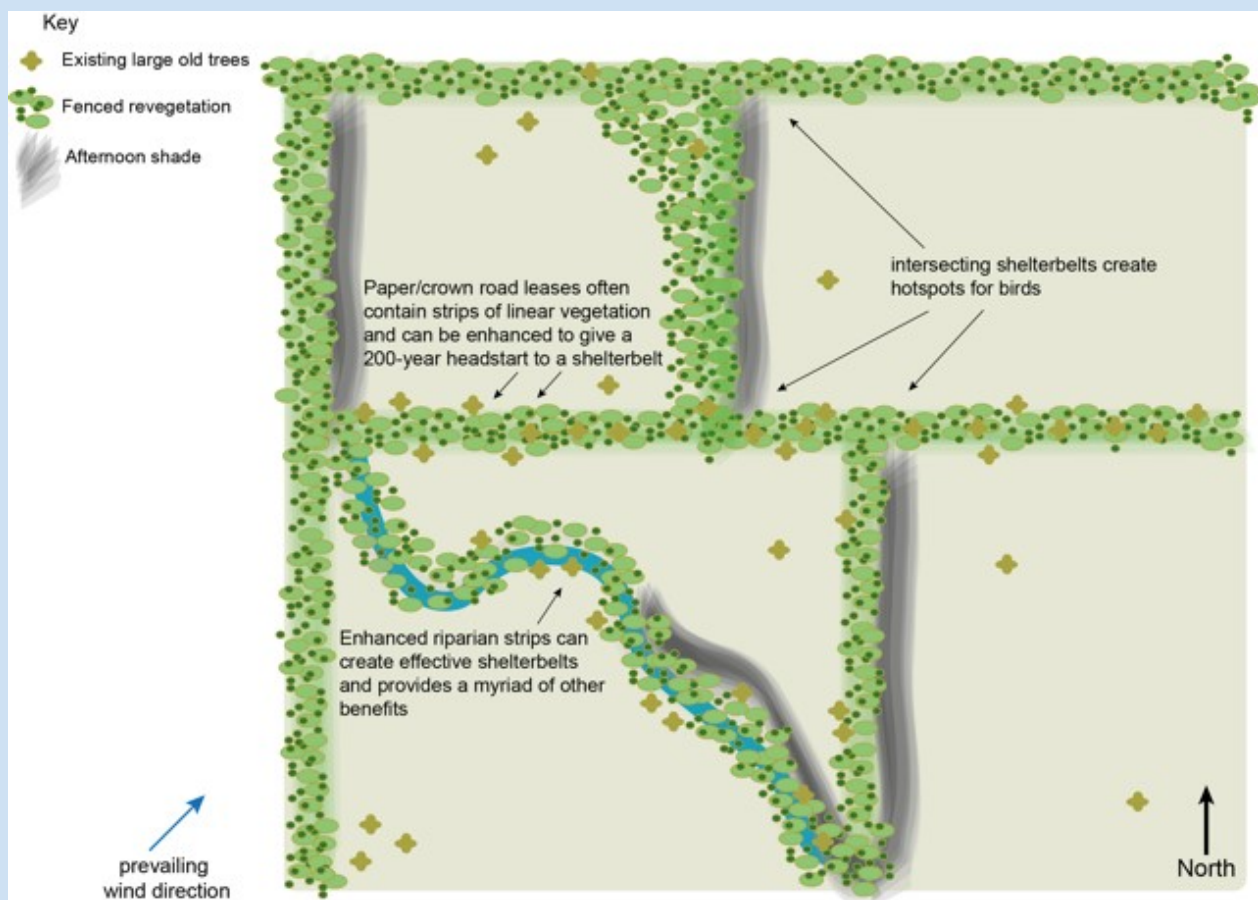 Key
Existing large old trees
Fenced revegetation
Afternoon shade
intersecting shelterbelts create
hotspots for birds
Paper/crown road leases often
contain strips of linear vegetation
and can be enhanced to give a
200-year headstart to a shelterbelt
Enhanced riparian strips can
create effective shelterbelts
and provides a myriad of other
benefits
prevailing
wind direction
North